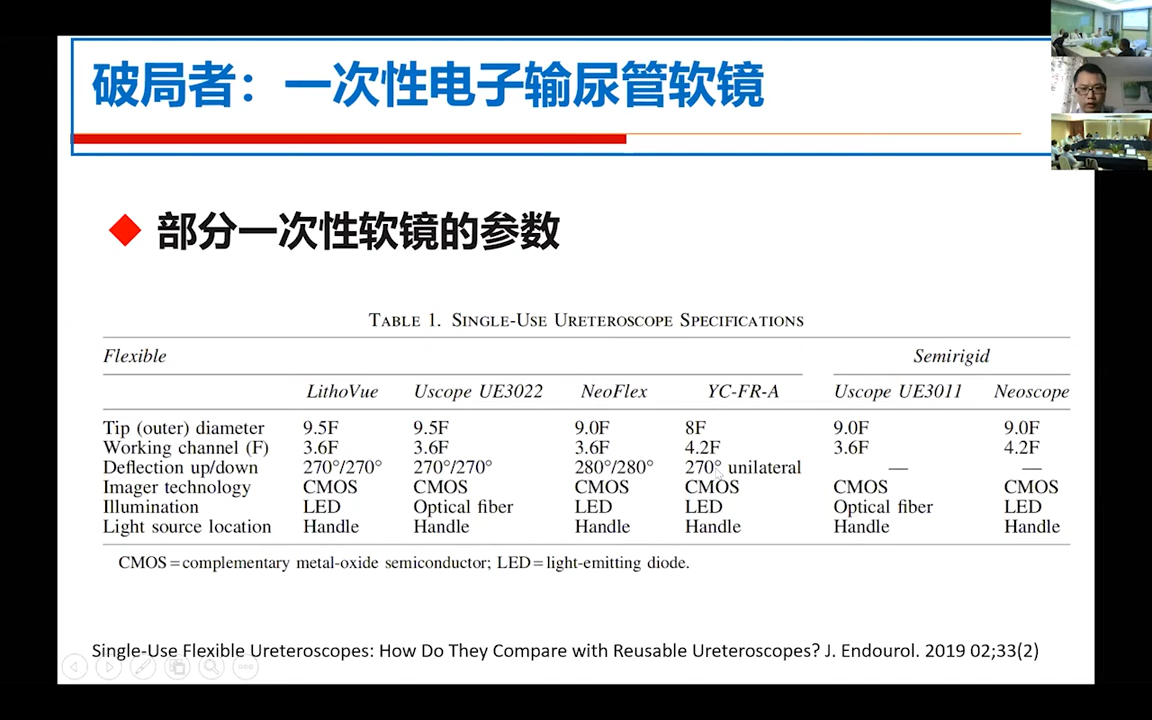 破局者：一次性电子输尿管软镜
部分一次性软镜的参数
TABLE 1. SINGLE-USE URETEROSCOPE SPECIFICATIONS
Flexible Semirigid
LithoVue Uscope UE3022 NeoFlex YC-FR-A Uscope UE3011 Neoscope
Tip (outer) diameter 9.5F 9.5F 9.0F 8F 9.0F 9.0F
Working channel (F) 3.6F 3.6F 3.6F 4.2F 3.6F 4.2F
Deflection up/down 270°/270° 270°/270° 280°/280° 270° unilateral — —
Imager technology CMOS CMOS CMOS CMOS CMOS CMOS
Illumination LED Optical fiber LED LED Optical fiber LED
Light source location Handle Handle Handle Handle Handle Handle
CMOS = complementary metal-oxide semiconductor; LED = light-emitting diode.
Single-Use Flexible Ureteroscopes: How Do They Compare with Reusable Ureteroscopes? J. Endourol. 2019 02;33(2)